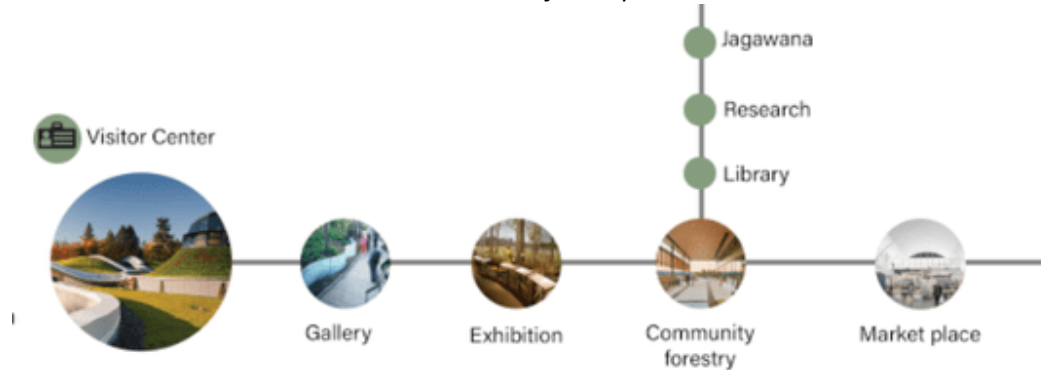 Jagawana
Research
Visitor Center
Library
Gallery
Exhibition
Community
forestry
Market place